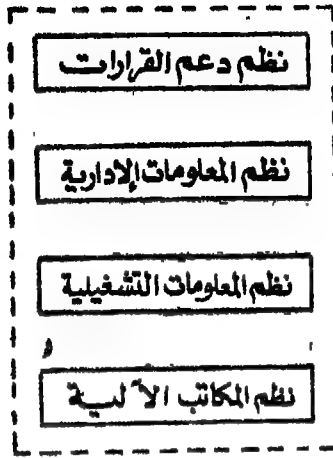 نظم دعم القرارات
نظم المعلومات الإدارية
نظم المعلومات التشغيلية
نظم المكاتب الآلية